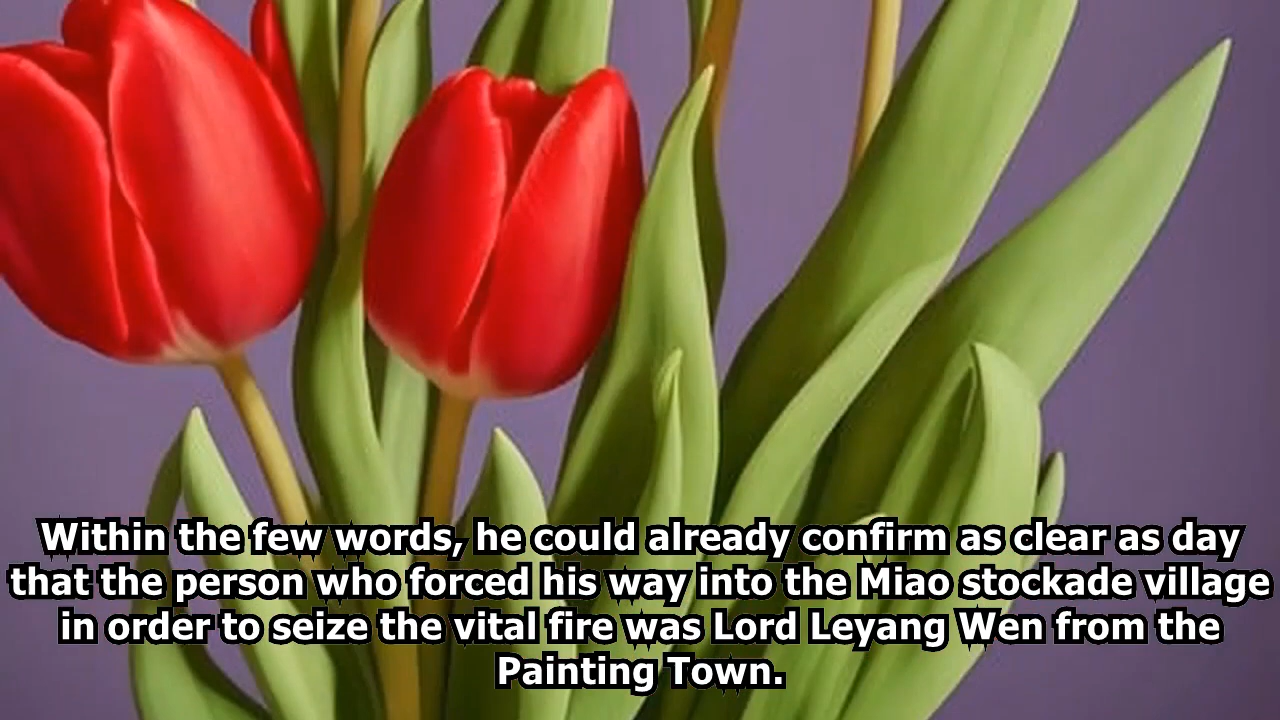 Within the few words, he could already confirm as clear as day
that the person who forced his way into the Miao stockade village
in order to seize the vital fire was Lord Leyang Wen from the
Painting Town.